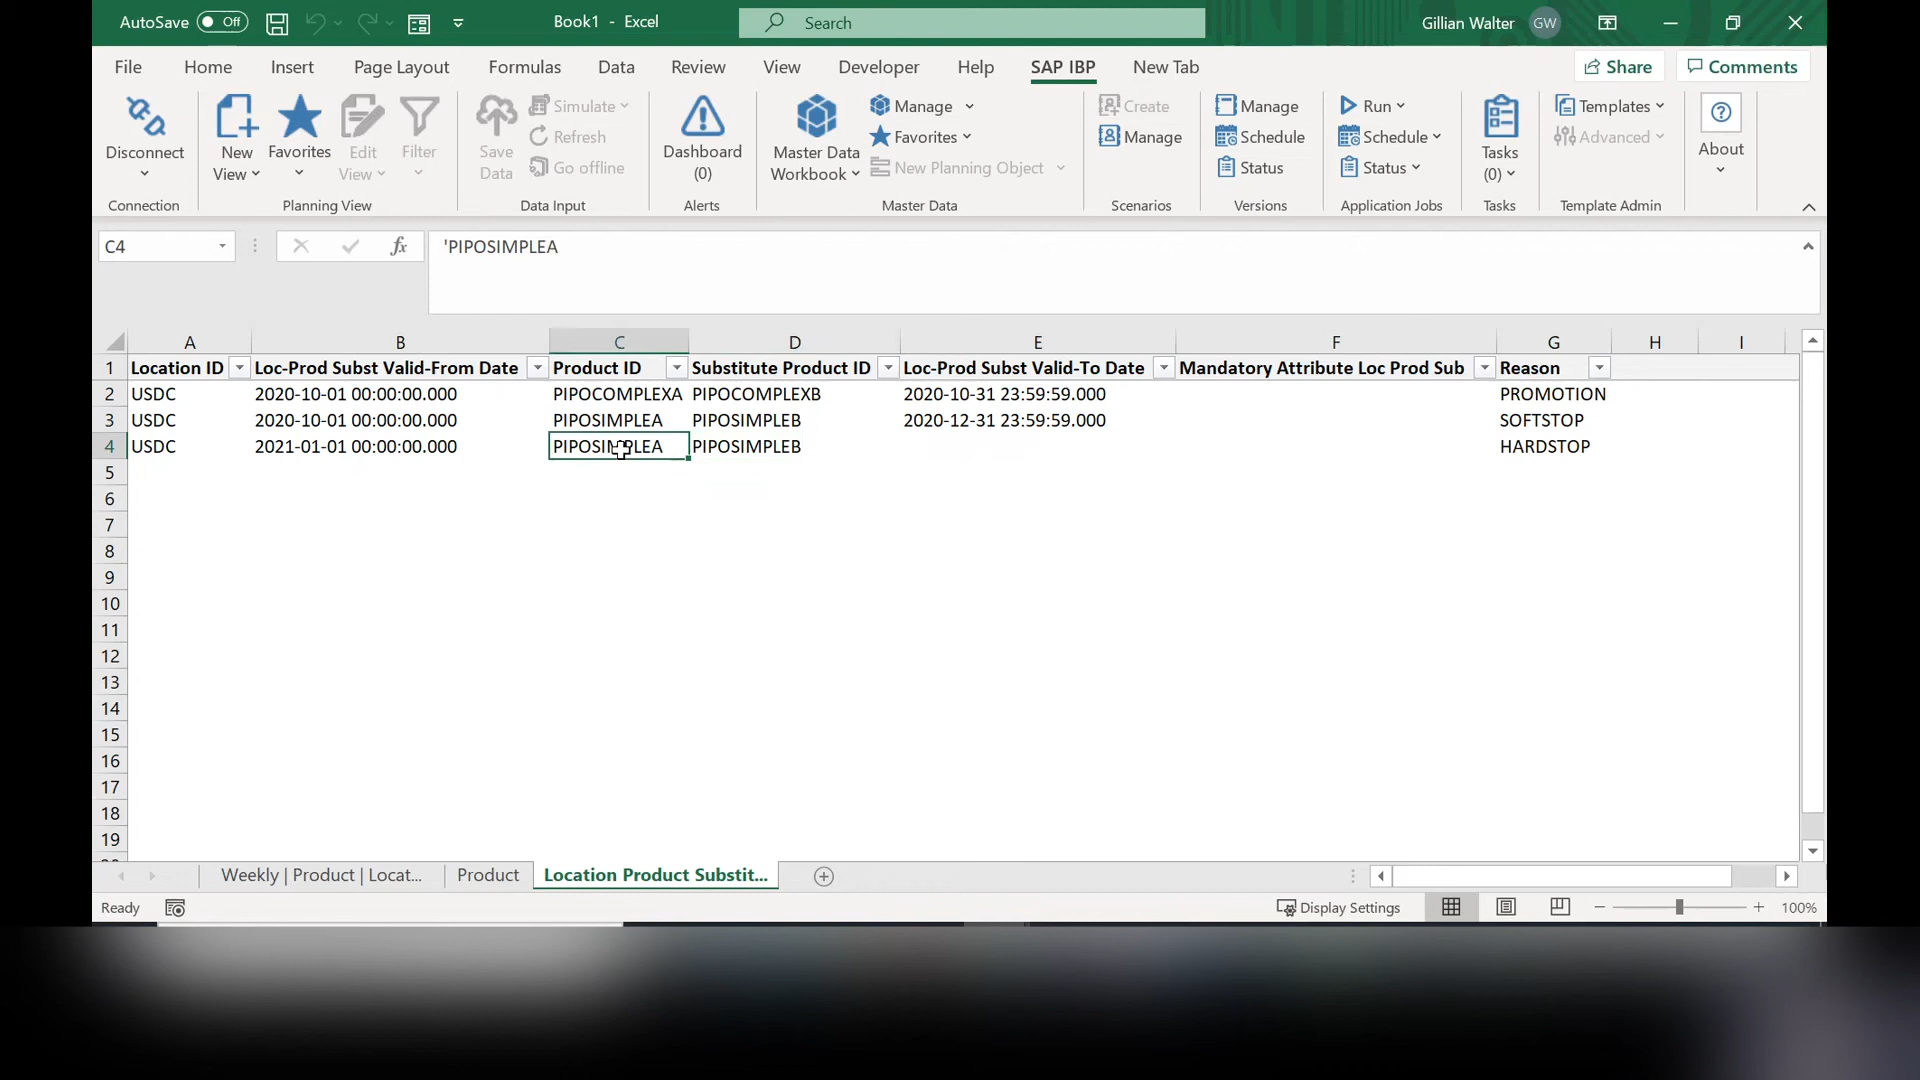 AutoSave Off Book1 - Excel Search Gillian Walter GW
File Home Insert Page Layout Formulas Data Review View Developer Help SAP IBP New Tab Share Comments
Disconnect
Connection
New View
Favorites
Edit View
Filter
Planning View
Save Data
Simulate
Refresh
Go offline
Data Input
Dashboard (0)
Alerts
Master Data Workbook
Manage
Favorites
New Planning Object
Master Data
Create
Manage
Scenarios
Manage
Schedule
Status
Versions
Run
Schedule
Status
Application Jobs
Tasks (0)
Tasks
Templates
Advanced
Template Admin
About
C4 fx 'PIPOSIMPLEA
A B C D E F G H I
1 Location ID Loc-Prod Subst Valid-From Date Product ID Substitute Product ID Loc-Prod Subst Valid-To Date Mandatory Attribute Loc Prod Sub Reason
2 USDC 2020-10-01 00:00:00.000 PIPOCOMPLEXA PIPOCOMPLEXB 2020-10-31 23:59:59.000 PROMOTION
3 USDC 2020-10-01 00:00:00.000 PIPOSIMPLEA PIPOSIMPLEB 2020-12-31 23:59:59.000 SOFTSTOP
4 USDC 2021-01-01 00:00:00.000 PIPOSIMPLEA PIPOSIMPLEB HARDSTOP
5
6
7
8
9
10
11
12
13
14
15
16
17
18
19
Weekly | Product | Locat... Product Location Product Substit...
Ready Display Settings 100%